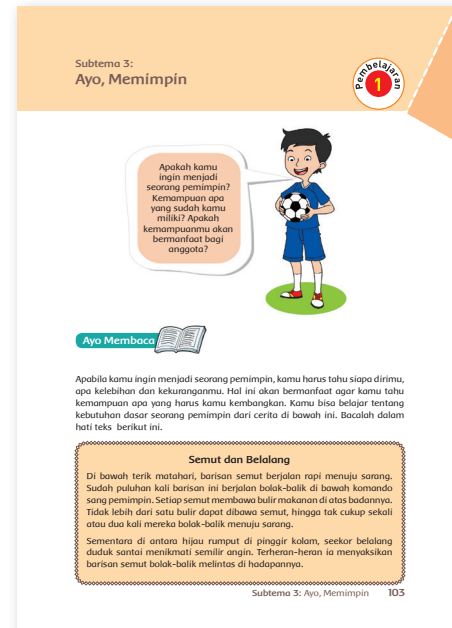 Subtema 3:
Ayo, Memimpin
Pembelajaran
1
Apakah kamu
ingin menjadi
seorang pemimpin?
Kemampuan apa
yang sudah kamu
miliki? Apakah
kemampuanmu akan
bermanfaat bagi
anggota?
Ayo Membaca
Apabila kamu ingin menjadi seorang pemimpin, kamu harus tahu siapa dirimu,
apa kelebihan dan kekuranganmu. Hal ini akan bermanfaat agar kamu tahu
kemampuan apa yang harus kamu kembangkan. Kamu bisa belajar tentang
kebutuhan dasar seorang pemimpin dari cerita di bawah ini. Bacalah dalam
hati teks berikut ini.
Semut dan Belalang
Di bawah terik matahari, barisan semut berjalan rapi menuju sarang.
Sudah puluhan kali barisan ini berjalan bolak-balik di bawah komando
sang pemimpin. Setiap semut membawa bulir makanan di atas badannya.
Tidak lebih dari satu bulir dapat dibawa semut, hingga tak cukup sekali
atau dua kali mereka bolak-balik menuju sarang.
Sementara di antara hijau rumput di pinggir kolam, seekor belalang
duduk santai menikmati semilir angin. Terheran-heran ia menyaksikan
barisan semut bolak-balik melintas di hadapannya.
Subtema 3: Ayo, Memimpin 103